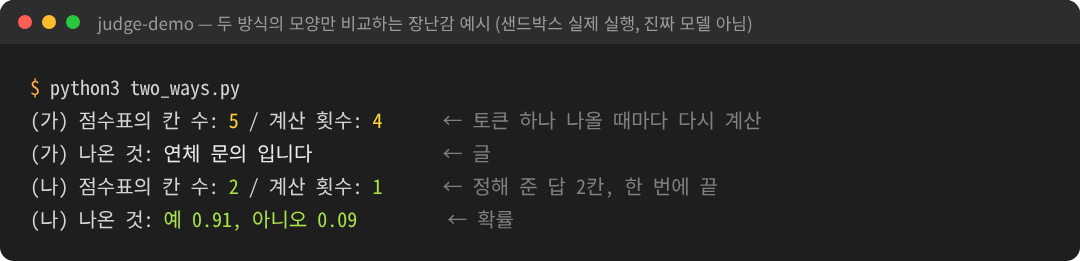 judge-demo — 두 방식의 모양만 비교하는 장난감 예시 (샌드박스 실제 실행, 진짜 모델 아님)
$ python3 two_ways.py
(가) 점수표의 칸 수: 5 / 계산 횟수: 4 ← 토큰 하나 나올 때마다 다시 계산
(가) 나온 것: 연체 문의 입니다 ← 글
(나) 점수표의 칸 수: 2 / 계산 횟수: 1 ← 정해 준 답 2칸, 한 번에 끝
(나) 나온 것: 예 0.91, 아니오 0.09 ← 확률